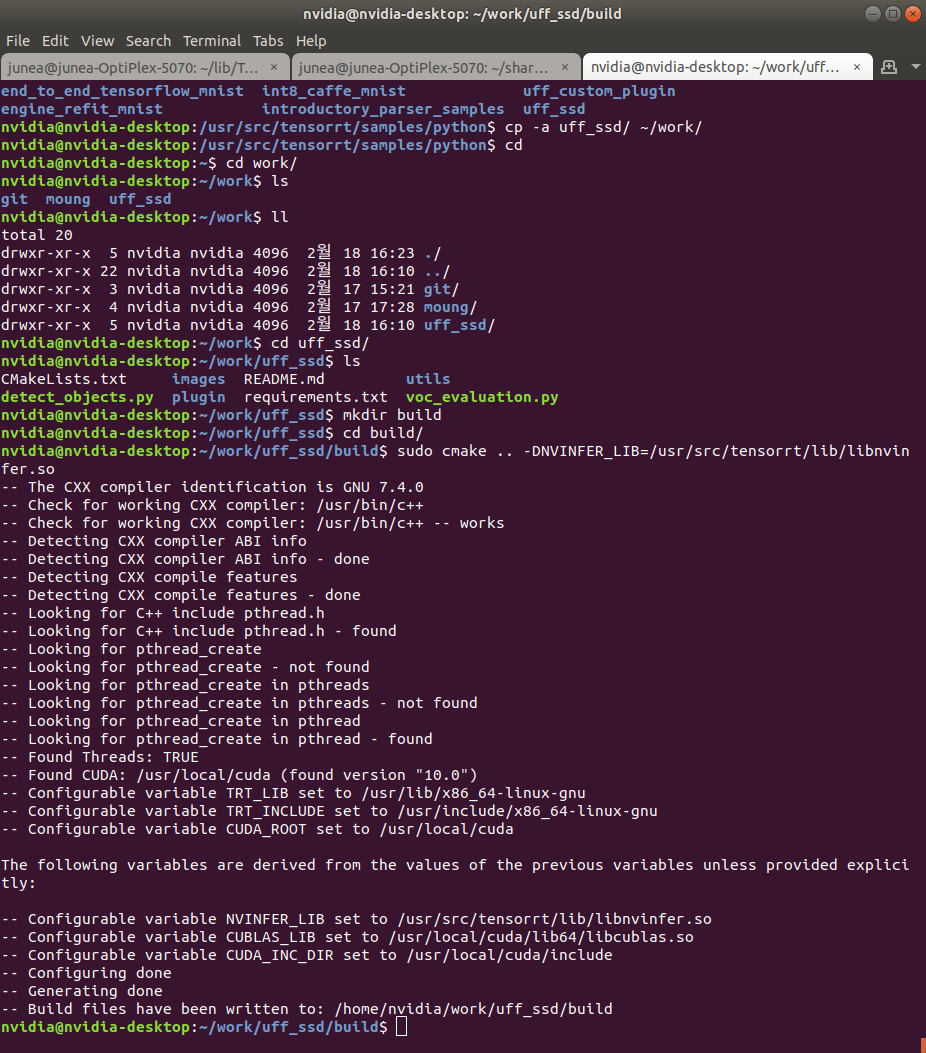 nvidia@nvidia-desktop: ~/work/uff_ssd/build
File Edit View Search Terminal Tabs Help
junea@junea-OptiPlex-5070: ~/lib/T... × junea@junea-OptiPlex-5070: ~/shar... × nvidia@nvidia-desktop: ~/work/uff... ×
end_to_end_tensorflow_mnist int8_caffe_mnist uff_custom_plugin
engine_refit_mnist introductory_parser_samples uff_ssd
nvidia@nvidia-desktop:/usr/src/tensorrt/samples/python$ cp -a uff_ssd/ ~/work/
nvidia@nvidia-desktop:/usr/src/tensorrt/samples/python$ cd
nvidia@nvidia-desktop:~$ cd work/
nvidia@nvidia-desktop:~/work$ ls
git moung uff_ssd
nvidia@nvidia-desktop:~/work$ ll
total 20
drwxr-xr-x 5 nvidia nvidia 4096 2월 18 16:23 ./
drwxr-xr-x 22 nvidia nvidia 4096 2월 18 16:10 ../
drwxr-xr-x 3 nvidia nvidia 4096 2월 17 15:21 git/
drwxr-xr-x 4 nvidia nvidia 4096 2월 17 17:28 moung/
drwxr-xr-x 5 nvidia nvidia 4096 2월 18 16:10 uff_ssd/
nvidia@nvidia-desktop:~/work$ cd uff_ssd/
nvidia@nvidia-desktop:~/work/uff_ssd$ ls
CMakeLists.txt images README.md utils
detect_objects.py plugin requirements.txt voc_evaluation.py
nvidia@nvidia-desktop:~/work/uff_ssd$ mkdir build
nvidia@nvidia-desktop:~/work/uff_ssd$ cd build/
nvidia@nvidia-desktop:~/work/uff_ssd/build$ sudo cmake .. -DNVINFER_LIB=/usr/src/tensorrt/lib/libnvin
fer.so
-- The CXX compiler identification is GNU 7.4.0
-- Check for working CXX compiler: /usr/bin/c++
-- Check for working CXX compiler: /usr/bin/c++ -- works
-- Detecting CXX compiler ABI info
-- Detecting CXX compiler ABI info - done
-- Detecting CXX compile features
-- Detecting CXX compile features - done
-- Looking for C++ include pthread.h
-- Looking for C++ include pthread.h - found
-- Looking for pthread_create
-- Looking for pthread_create - not found
-- Looking for pthread_create in pthreads
-- Looking for pthread_create in pthreads - not found
-- Looking for pthread_create in pthread
-- Looking for pthread_create in pthread - found
-- Found Threads: TRUE
-- Found CUDA: /usr/local/cuda (found version "10.0")
-- Configurable variable TRT_LIB set to /usr/lib/x86_64-linux-gnu
-- Configurable variable TRT_INCLUDE set to /usr/include/x86_64-linux-gnu
-- Configurable variable CUDA_ROOT set to /usr/local/cuda
The following variables are derived from the values of the previous variables unless provided explici
tly:
-- Configurable variable NVINFER_LIB set to /usr/src/tensorrt/lib/libnvinfer.so
-- Configurable variable CUBLAS_LIB set to /usr/local/cuda/lib64/libcublas.so
-- Configurable variable CUDA_INC_DIR set to /usr/local/cuda/include
-- Configuring done
-- Generating done
-- Build files have been written to: /home/nvidia/work/uff_ssd/build
nvidia@nvidia-desktop:~/work/uff_ssd/build$